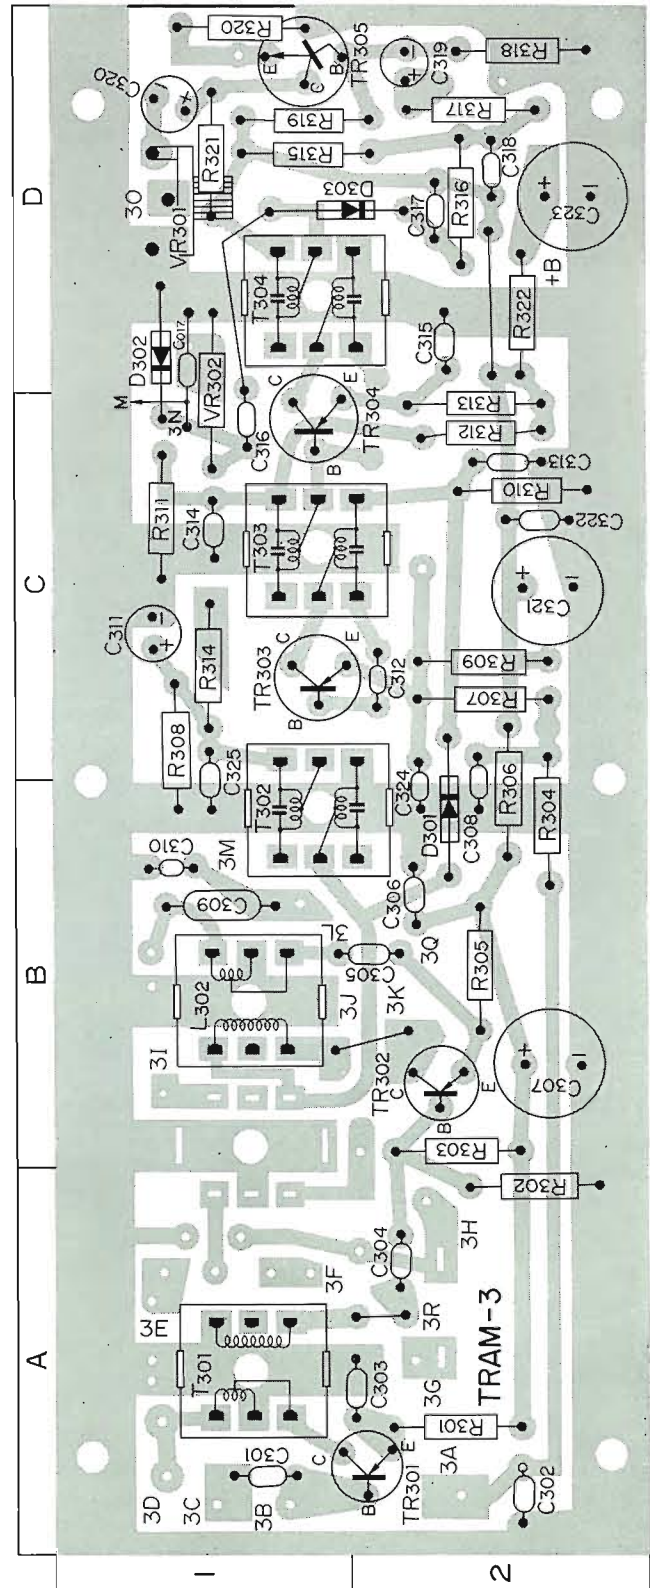 D
C
B
A
1
2
R320
E
B
C
TR305
C320
−
+
−
+
C319
R318
R317
R321
R319
R315
30
VR301
D303
C317
R316
C318
+
−
C323
+B
R322
T304
C315
D302
C017
VR302
M
3N
C316
C
E
B
TR304
R313
R312
C313
R310
C322
R311
C314
T303
+
−
C321
C311
−
+
R314
C
E
B
TR303
C312
R309
R307
R308
C325
T302
C324
D301
C308
R306
R304
3M
C310
C309
C306
3L
C305
3Q
R305
L302
3J
3K
3I
TR302
C
E
B
+
−
C307
R303
R302
C304
3H
3F
3E
T301
3R
TRAM-3
3G
C303
R301
3A
3D
3C
3B
C301
C
E
B
TR301
C302